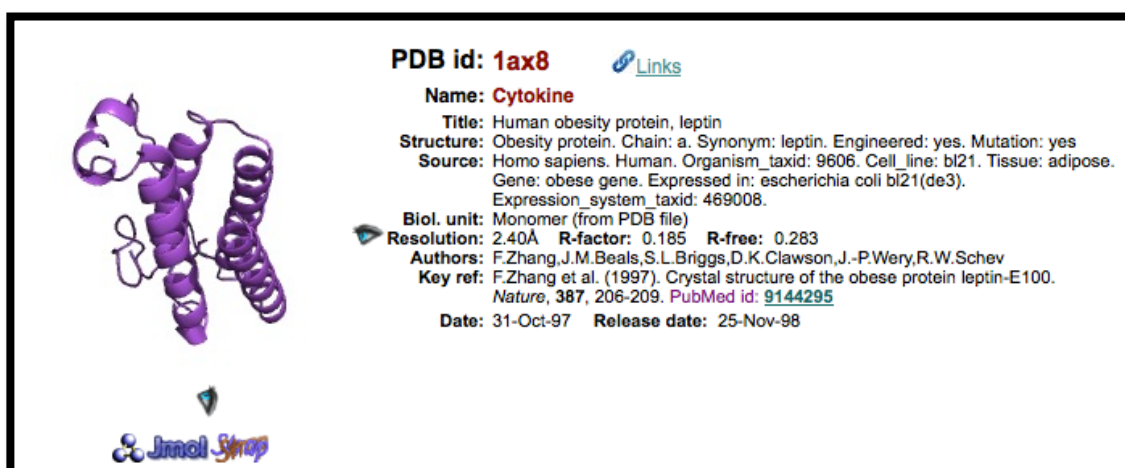 PDB id: 1ax8 Links
Name: Cytokine
Title: Human obesity protein, leptin
Structure: Obesity protein. Chain: a. Synonym: leptin. Engineered: yes. Mutation: yes
Source: Homo sapiens. Human. Organism_taxid: 9606. Cell_line: bl21. Tissue: adipose.
Gene: obese gene. Expressed in: escherichia coli bl21(de3).
Expression_system_taxid: 469008.
Biol. unit: Monomer (from PDB file)
Resolution: 2.40Å R-factor: 0.185 R-free: 0.283
Authors: F.Zhang,J.M.Beals,S.L.Briggs,D.K.Clawson,J.-P.Wery,R.W.Schev
Key ref: F.Zhang et al. (1997). Crystal structure of the obese protein leptin-E100.
Nature, 387, 206-209. PubMed id: 9144295
Date: 31-Oct-97 Release date: 25-Nov-98
Jmol Strap